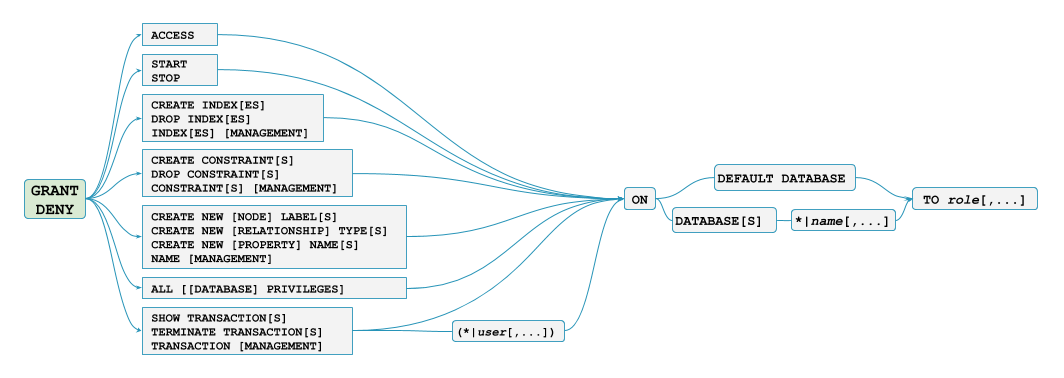 GRANT
DENY
ACCESS
START
STOP
CREATE INDEX[ES]
DROP INDEX[ES]
INDEX[ES] [MANAGEMENT]
CREATE CONSTRAINT[S]
DROP CONSTRAINT[S]
CONSTRAINT[S] [MANAGEMENT]
CREATE NEW [NODE] LABEL[S]
CREATE NEW [RELATIONSHIP] TYPE[S]
CREATE NEW [PROPERTY] NAME[S]
NAME [MANAGEMENT]
ALL [[DATABASE] PRIVILEGES]
SHOW TRANSACTION[S]
TERMINATE TRANSACTION[S]
TRANSACTION [MANAGEMENT]
(*|user[,...])
ON
DEFAULT DATABASE
DATABASE[S]
*|name[,...]
TO role[,...]